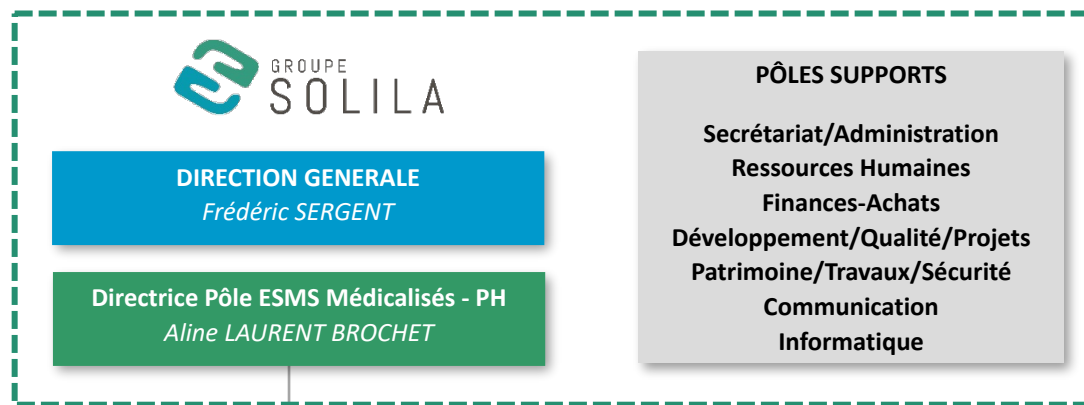 GROUPE
SOLILA
DIRECTION GENERALE
Frédéric SERGENT
Directrice Pôle ESMS Médicalisés - PH
Aline LAURENT BROCHET
PÔLES SUPPORTS
Secrétariat/Administration
Ressources Humaines
Finances-Achats
Développement/Qualité/Projets
Patrimoine/Travaux/Sécurité
Communication
Informatique